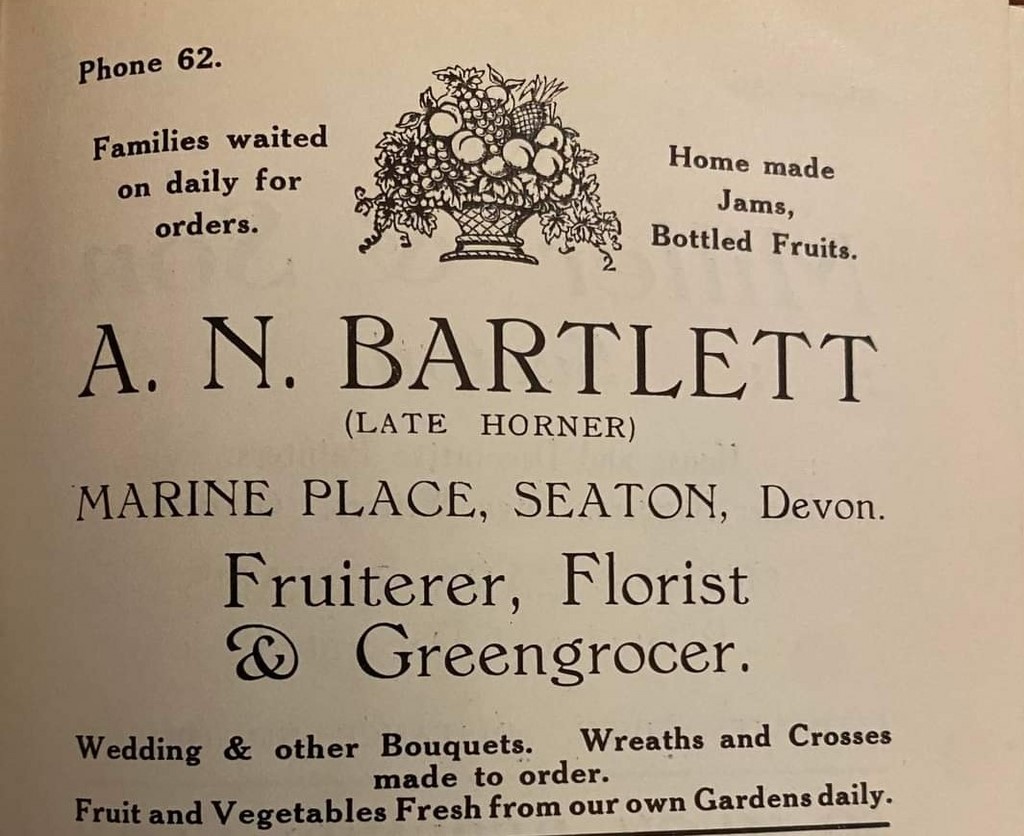 Phone 62.
Families waited
on daily for
orders.
Home made
Jams,
Bottled Fruits.
2
A. N. BARTLETT
(LATE HORNER)
MARINE PLACE, SEATON, Devon.
Fruiterer, Florist
& Greengrocer.
Wedding & other Bouquets. Wreaths and Crosses
made to order.
Fruit and Vegetables Fresh from our own Gardens daily.